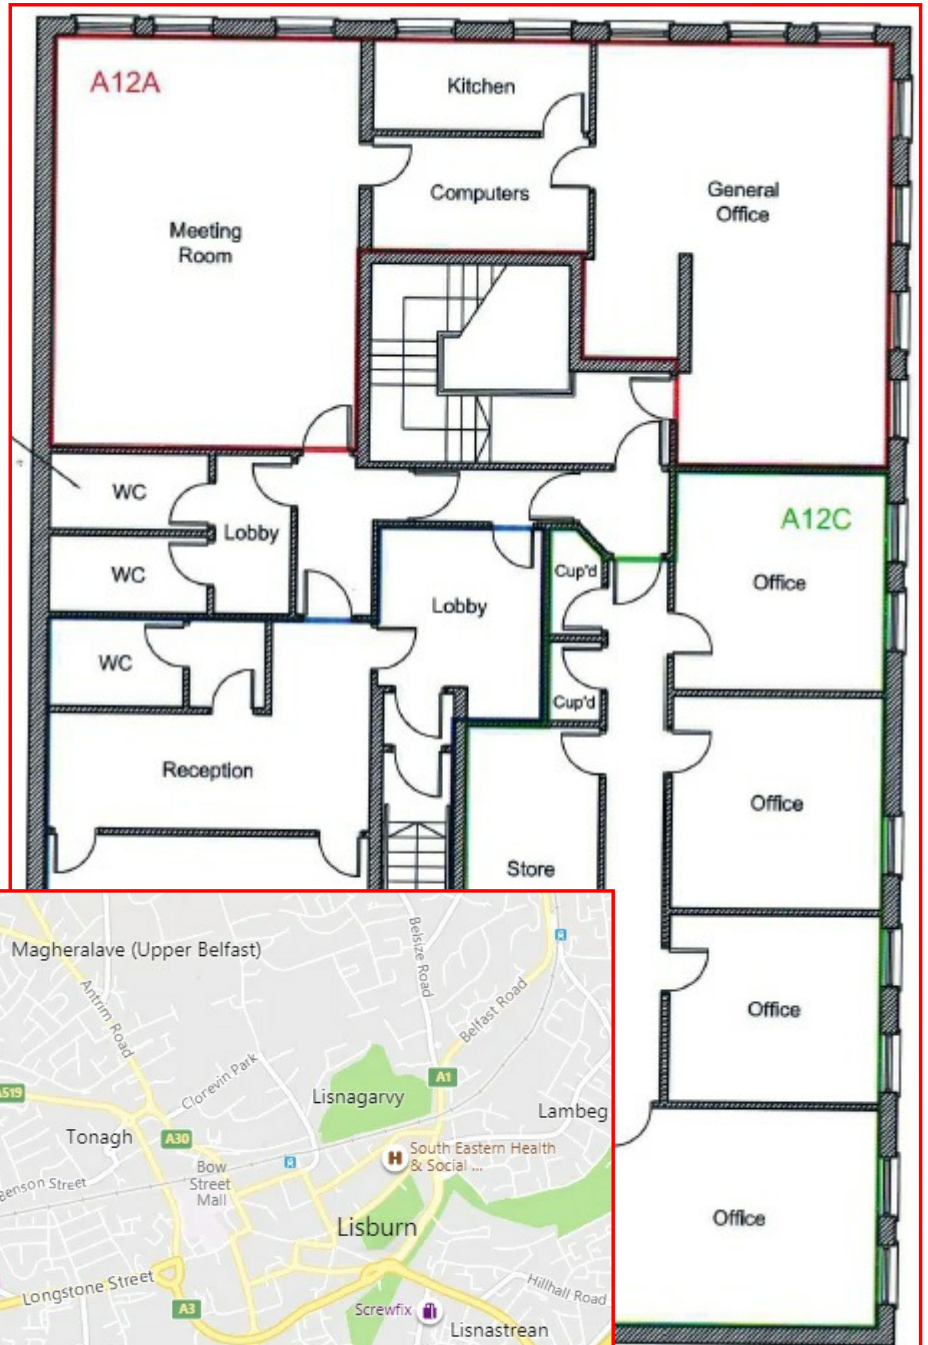 A12A
Kitchen
Computers
General
Office
Meeting
Room
WC
Lobby
WC
A12C
Office
Cup'd
Lobby
WC
Cup'd
Reception
Office
Store
Office
Office
Magheralave (Upper Belfast)
Belsize Road
Antrim Road
Belfast Road
Clorevin Park
A1
A519
Lisnagarvy
Lambeg
Tonagh
A30
South Eastern Health
& Social ...
Bow
Street
Mall
Benson Street
Lisburn
Longstone Street
Hillhall Road
A3
Screwfix
Lisnastrean